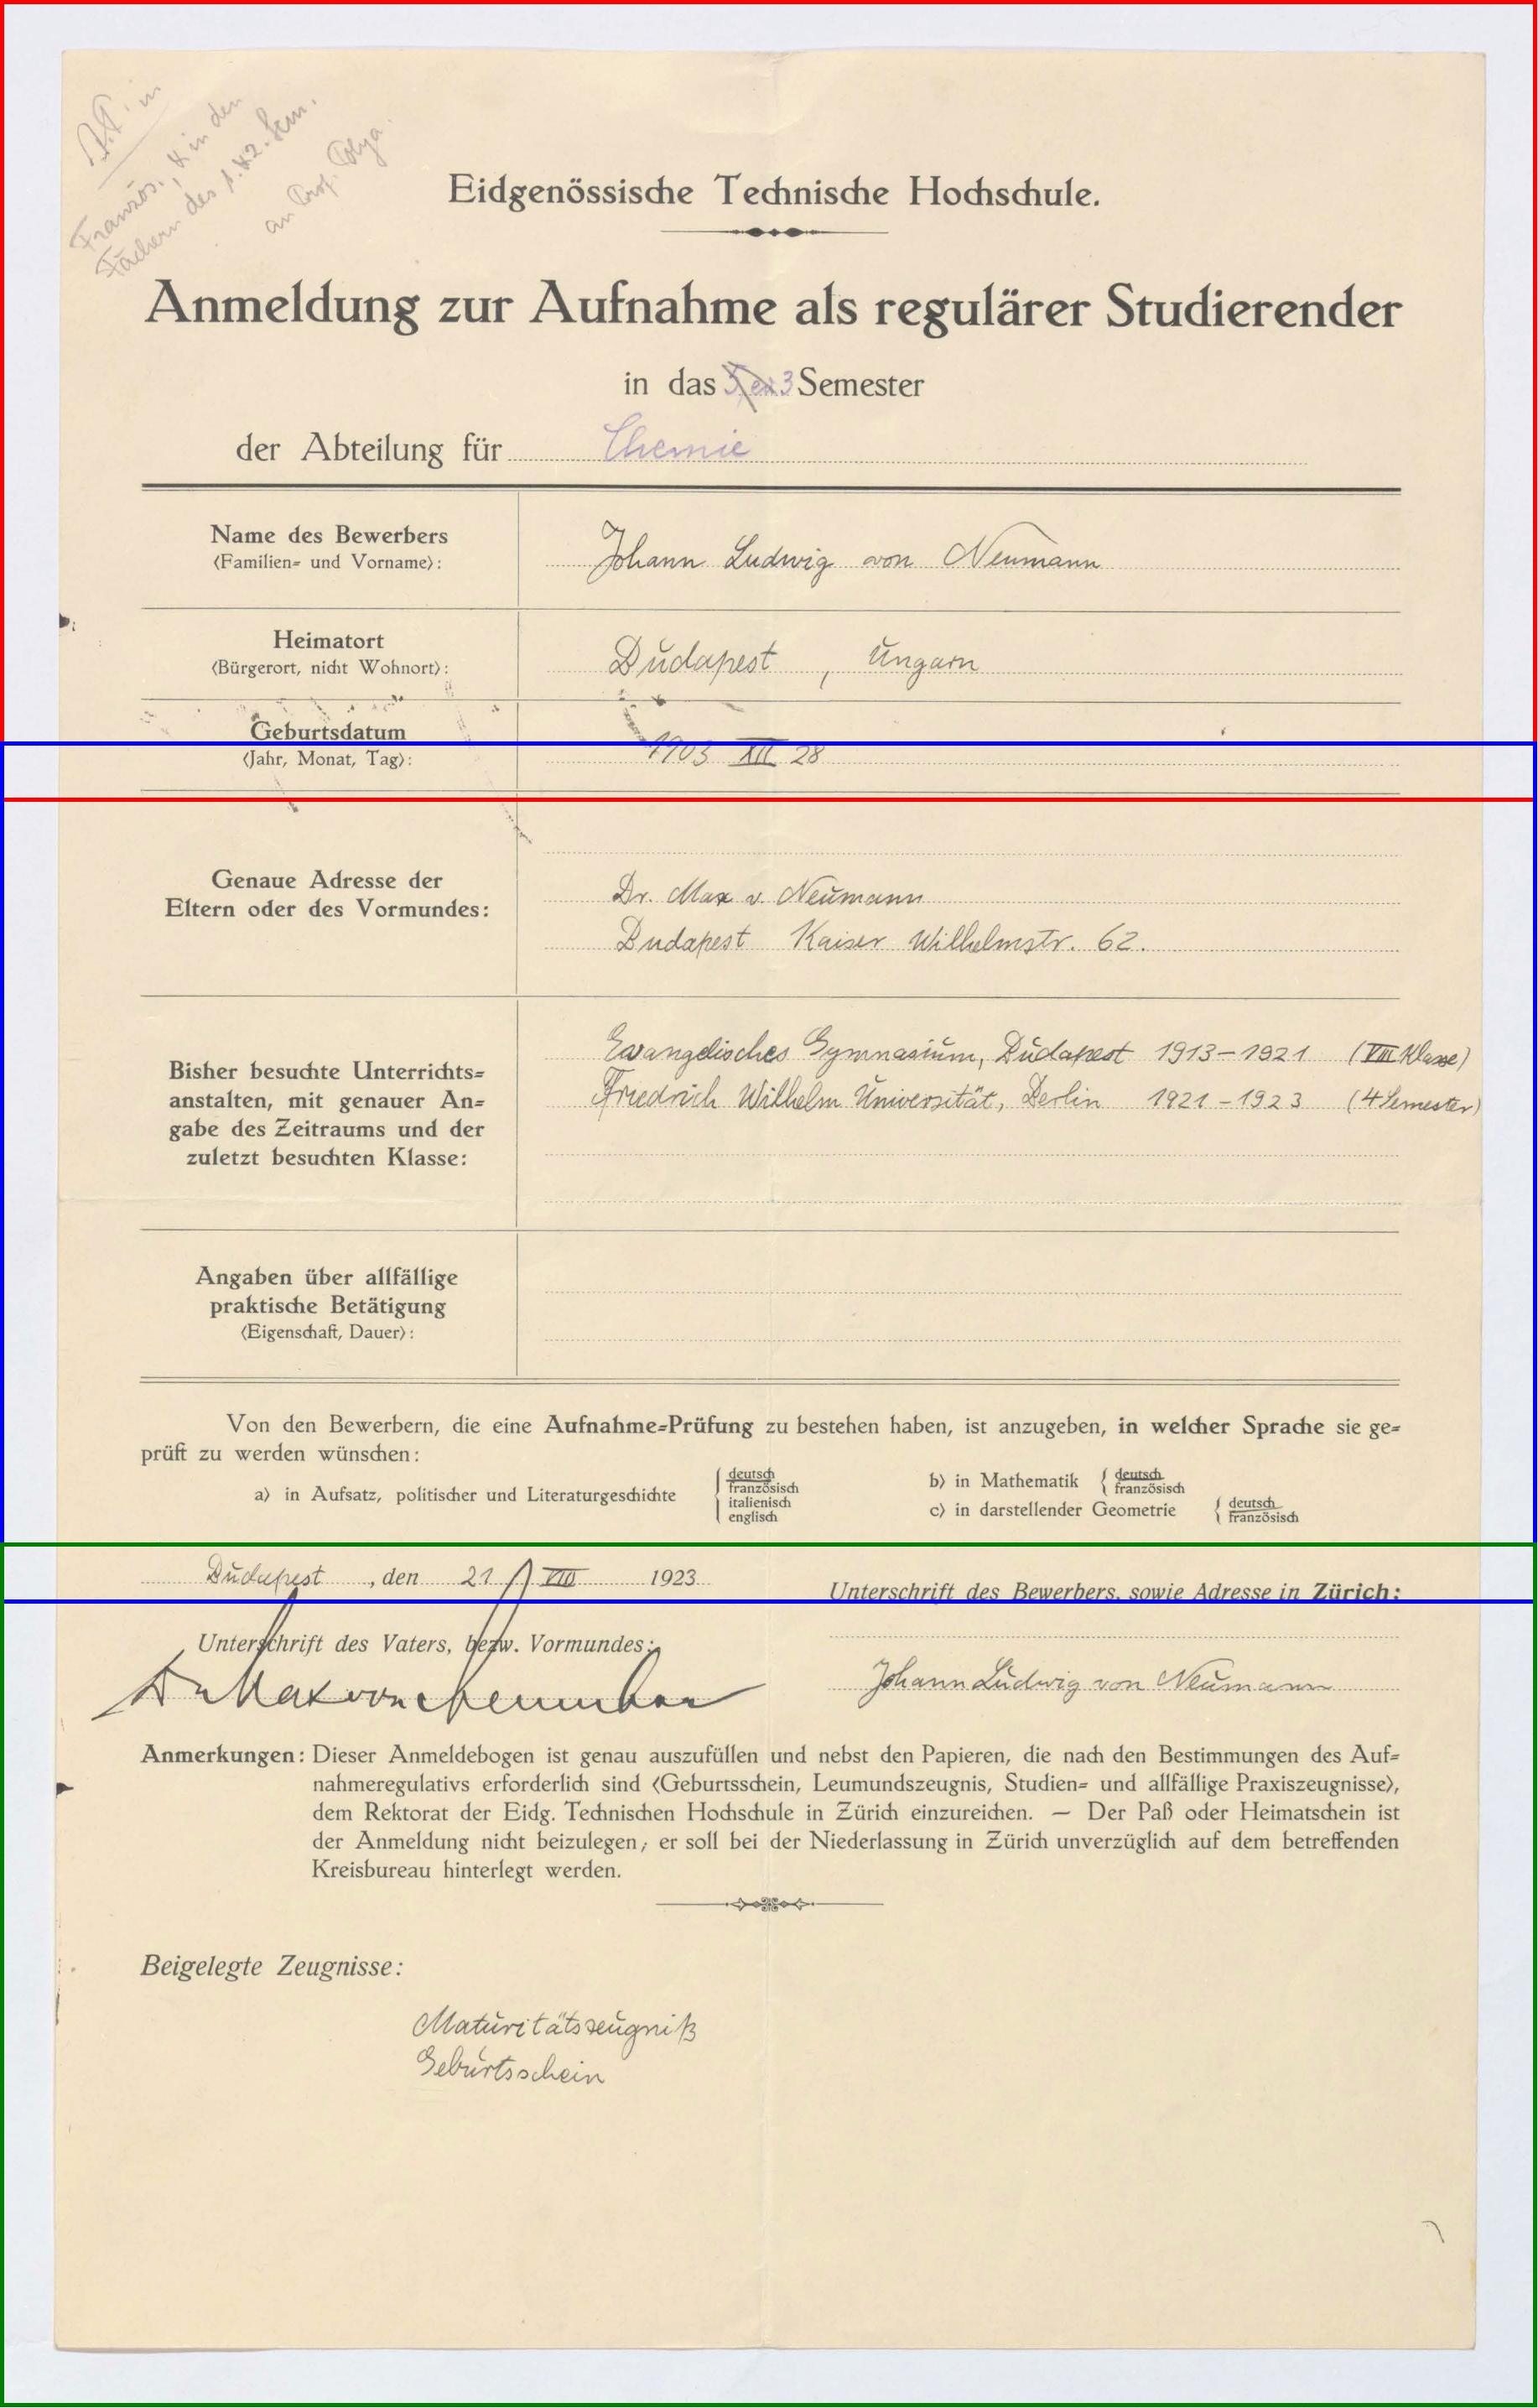 Französ. & in den
Fächern des 1. & 2. Sem.
an Prof. Polya.
Eidgenössische Technische Hochschule.
Anmeldung zur Aufnahme als regulärer Studierender
in das 3 Semester
der Abteilung für Chemie
Name des Bewerbers
(Familien- und Vorname):
Johann Ludwig von Neumann
Heimatort
(Bürgerort, nicht Wohnort):
Budapest, Ungarn
Geburtsdatum
(Jahr, Monat, Tag):
1903 XII 28
Genaue Adresse der
Eltern oder des Vormundes:
Dr. Max v. Neumann
Budapest Kaiser Wilhelmstr. 62.
Bisher besuchte Unterrichts-
anstalten, mit genauer An-
gabe des Zeitraums und der
zuletzt besuchten Klasse:
Evangelisches Gymnasium, Budapest 1913-1921 (VIII Klasse)
Friedrich Wilhelm Universität, Berlin 1921-1923 (4 Semester)
Angaben über allfällige
praktische Betätigung
(Eigenschaft, Dauer):
Von den Bewerbern, die eine Aufnahme-Prüfung zu bestehen haben, ist anzugeben, in welcher Sprache sie ge-
prüft zu werden wünschen:
a) in Aufsatz, politischer und Literaturgeschichte
deutsch
französisch
italienisch
englisch
b) in Mathematik
deutsch
französisch
c) in darstellender Geometrie
deutsch
französisch
Budapest, den 21 VIII 1923
Unterschrift des Vaters, bezw. Vormundes:
Dr Max von Neumann
Unterschrift des Bewerbers, sowie Adresse in Zürich:
Johann Ludwig von Neumann
Anmerkungen: Dieser Anmeldebogen ist genau auszufüllen und nebst den Papieren, die nach den Bestimmungen des Auf-
nahmeregulativs erforderlich sind (Geburtsschein, Leumundszeugnis, Studien- und allfällige Praxiszeugnisse),
dem Rektorat der Eidg. Technischen Hochschule in Zürich einzureichen. — Der Paß oder Heimatschein ist
der Anmeldung nicht beizulegen; er soll bei der Niederlassung in Zürich unverzüglich auf dem betreffenden
Kreisbureau hinterlegt werden.
Beigelegte Zeugnisse:
Maturitätszeugniß
Geburtsschein